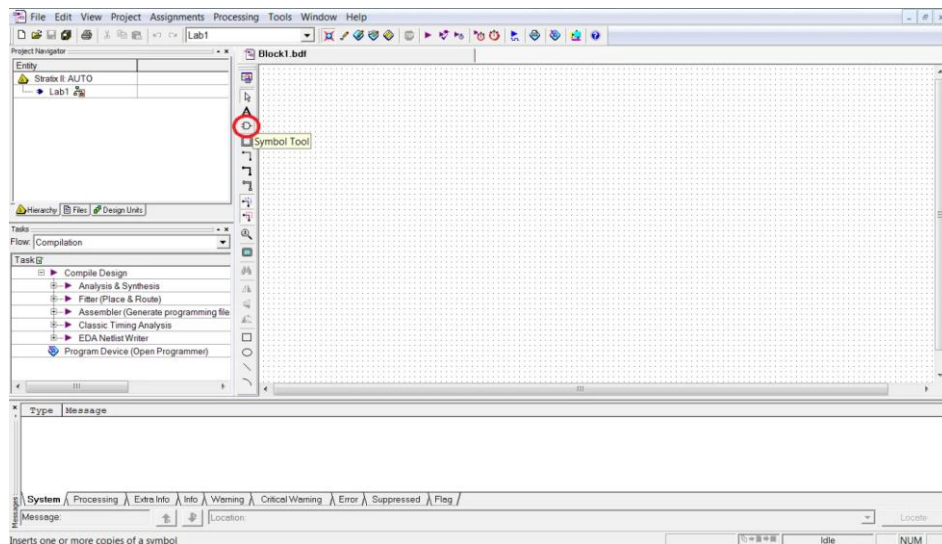 File Edit View Project Assignments Processing Tools Window Help
Lab1
Project Navigator
Block1.bdf
Entity
Stratix II: AUTO
Lab1
Symbol Tool
Hierarchy Files Design Units
Tasks
Flow: Compilation
Task
Compile Design
Analysis & Synthesis
Fitter (Place & Route)
Assembler (Generate programming file
Classic Timing Analysis
EDA Netlist Writer
Program Device (Open Programmer)
Type Message
System Processing Extra Info Info Warning Critical Warning Error Suppressed Flag
Messages
Message: Location: Locate
Inserts one or more copies of a symbol Idle NUM